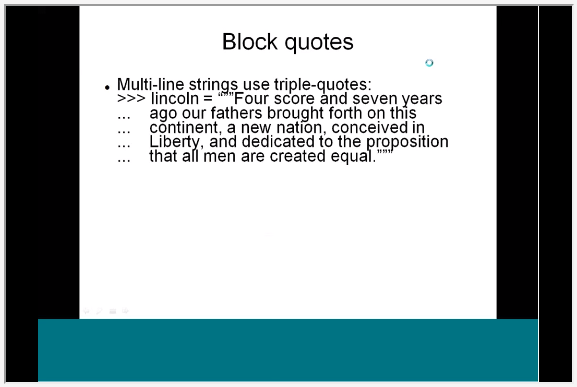 Block quotes
• Multi-line strings use triple-quotes:
>>> lincoln = “””Four score and seven years
... ago our fathers brought forth on this
... continent, a new nation, conceived in
... Liberty, and dedicated to the proposition
... that all men are created equal.”””